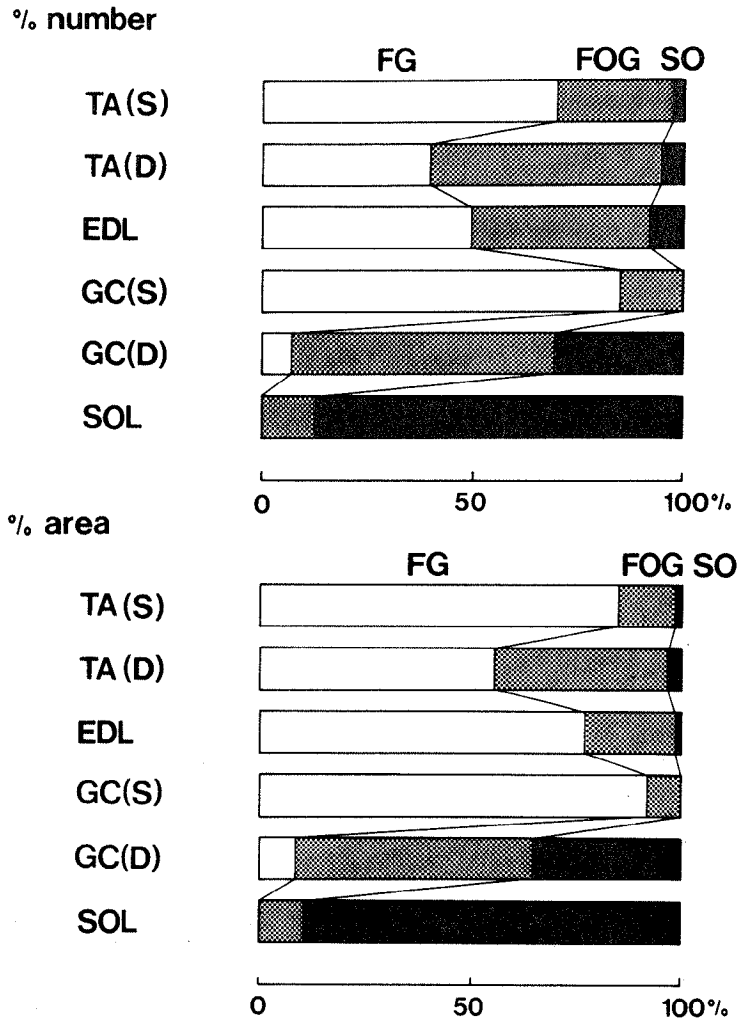 % number
FG FOG SO
TA(S)
TA(D)
EDL
GC(S)
GC(D)
SOL
0 50 100%
% area
FG FOG SO
TA(S)
TA(D)
EDL
GC(S)
GC(D)
SOL
0 50 100%